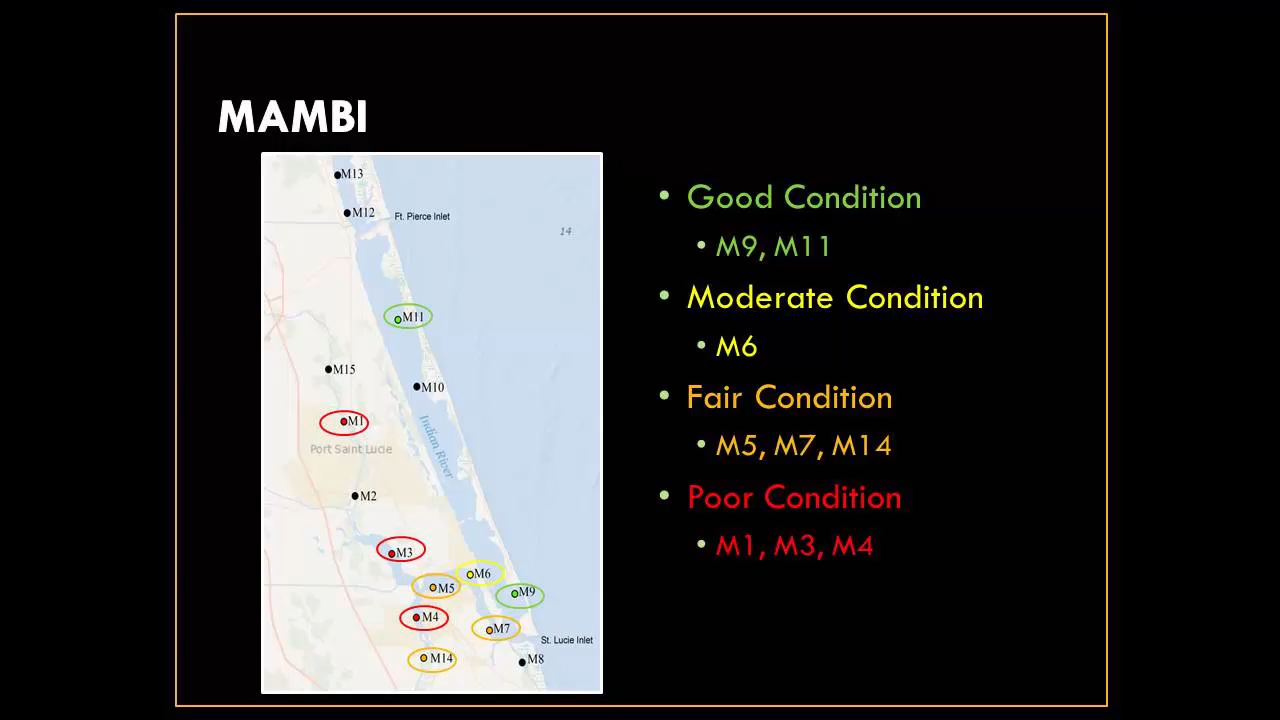 MAMBI
M13
M12
Ft. Pierce Inlet
14
M11
M15
M10
M1
Indian River
Port Saint Lucie
M2
M3
M6
M5
M9
M4
M7
St. Lucie Inlet
M14
M8
• Good Condition
• M9, M11
• Moderate Condition
• M6
• Fair Condition
• M5, M7, M14
• Poor Condition
• M1, M3, M4